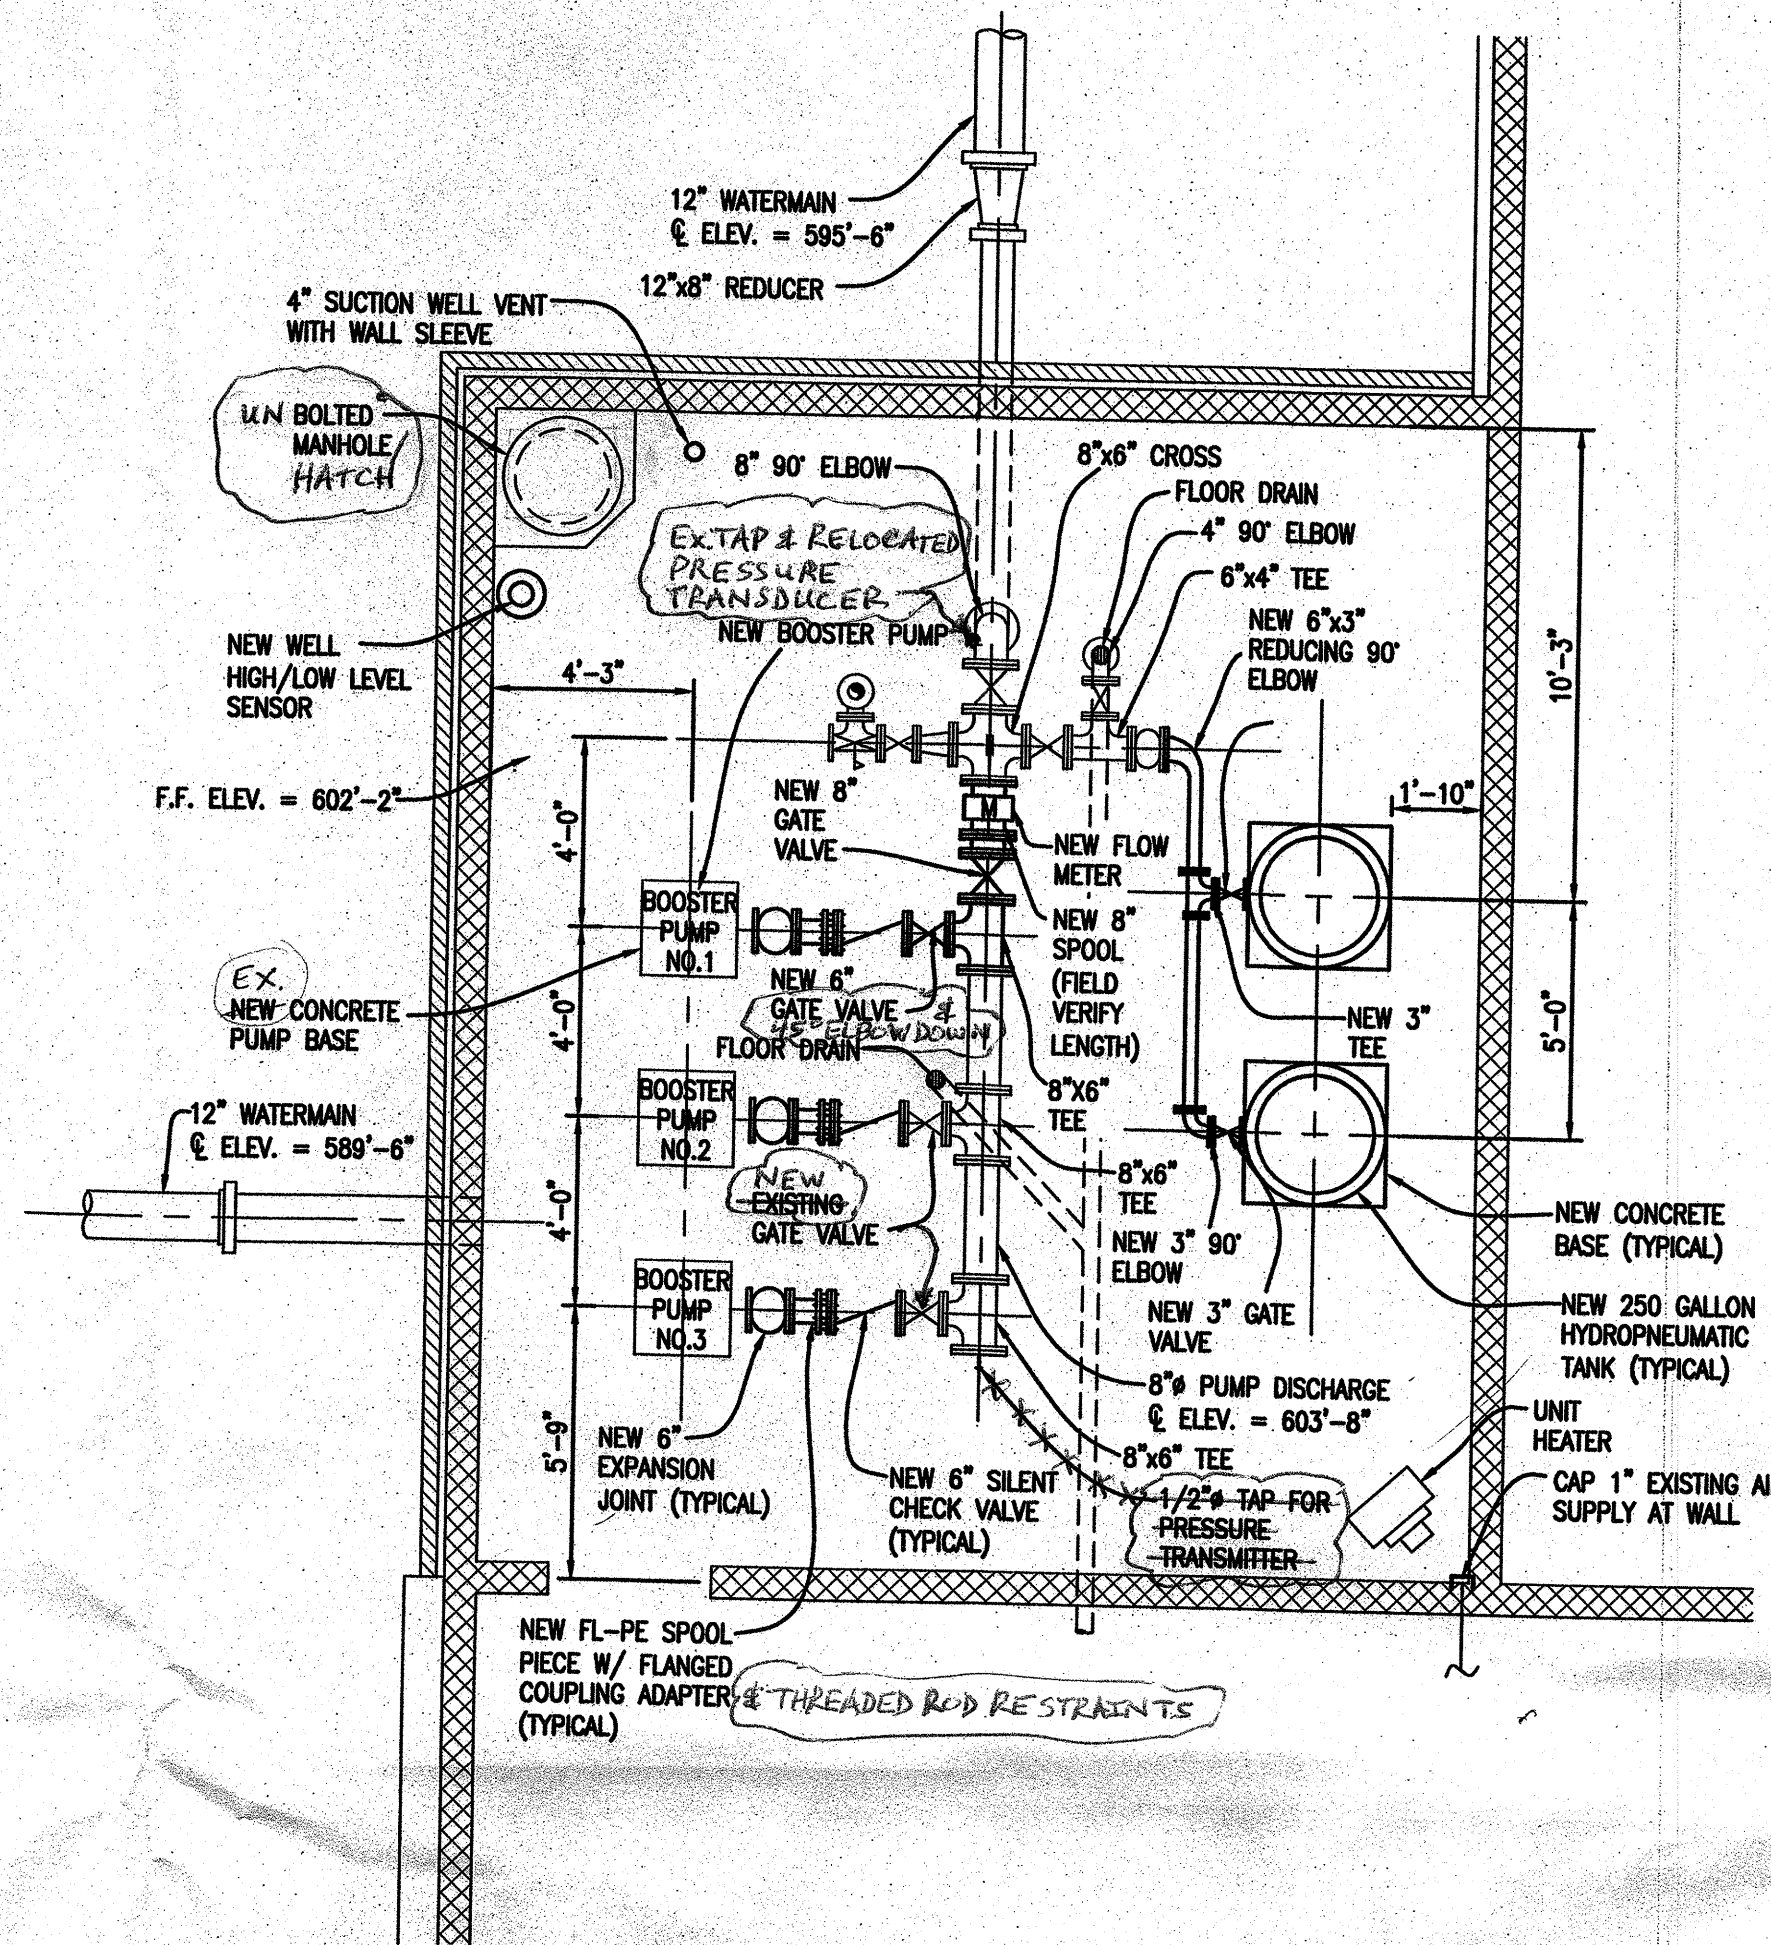 12" WATERMAIN
℄ ELEV. = 595'-6"
12"x8" REDUCER
4" SUCTION WELL VENT
WITH WALL SLEEVE
UN BOLTED
MANHOLE
HATCH
8" 90° ELBOW
8"x6" CROSS
FLOOR DRAIN
4" 90° ELBOW
6"x4" TEE
EX. TAP & RELOCATED
PRESSURE
TRANSDUCER
NEW BOOSTER PUMP
NEW 6"x3"
REDUCING 90°
ELBOW
NEW WELL
HIGH/LOW LEVEL
SENSOR
4'-3"
10'-3"
F.F. ELEV. = 602'-2"
4'-0"
NEW 8"
GATE
VALVE
M
1'-10"
NEW FLOW
METER
BOOSTER
PUMP
NO.1
NEW 8"
SPOOL
(FIELD
VERIFY
LENGTH)
EX.
NEW CONCRETE
PUMP BASE
4'-0"
NEW 6"
GATE VALVE &
45° ELBOW DOWN
FLOOR DRAIN
NEW 3"
TEE
5'-0"
8"X6"
TEE
BOOSTER
PUMP
NO.2
12" WATERMAIN
℄ ELEV. = 589'-6"
8"x6"
TEE
4'-0"
NEW
EXISTING
GATE VALVE
NEW 3" 90°
ELBOW
NEW CONCRETE
BASE (TYPICAL)
BOOSTER
PUMP
NO.3
NEW 3" GATE
VALVE
NEW 250 GALLON
HYDROPNEUMATIC
TANK (TYPICAL)
8"ø PUMP DISCHARGE
℄ ELEV. = 603'-8"
5'-9"
NEW 6"
EXPANSION
JOINT (TYPICAL)
NEW 6" SILENT
CHECK VALVE
(TYPICAL)
8"x6" TEE
1/2"ø TAP FOR
PRESSURE
TRANSMITTER
UNIT
HEATER
CAP 1" EXISTING AI
SUPPLY AT WALL
NEW FL-PE SPOOL
PIECE W/ FLANGED
COUPLING ADAPTER & THREADED ROD RESTRAINTS
(TYPICAL)